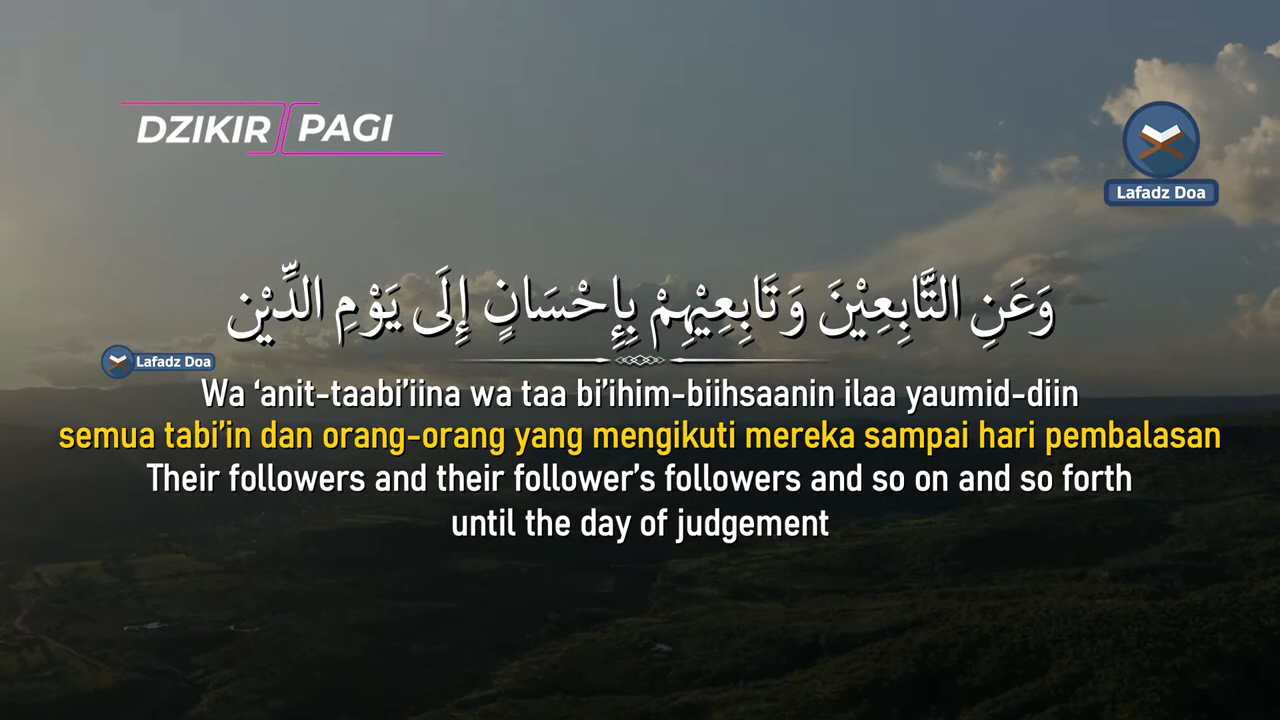 DZIKIR PAGI
Lafadz Doa
وَعَنِ التَّابِعِيْنَ وَتَابِعِيْهِمْ بِإِحْسَانٍ إِلَى يَوْمِ الدِّيْنِ
Lafadz Doa
Wa ‘anit-taabi’iina wa taa bi’ihim-biihsaanin ilaa yaumid-diin
semua tabi’in dan orang-orang yang mengikuti mereka sampai hari pembalasan
Their followers and their follower’s followers and so on and so forth
until the day of judgement